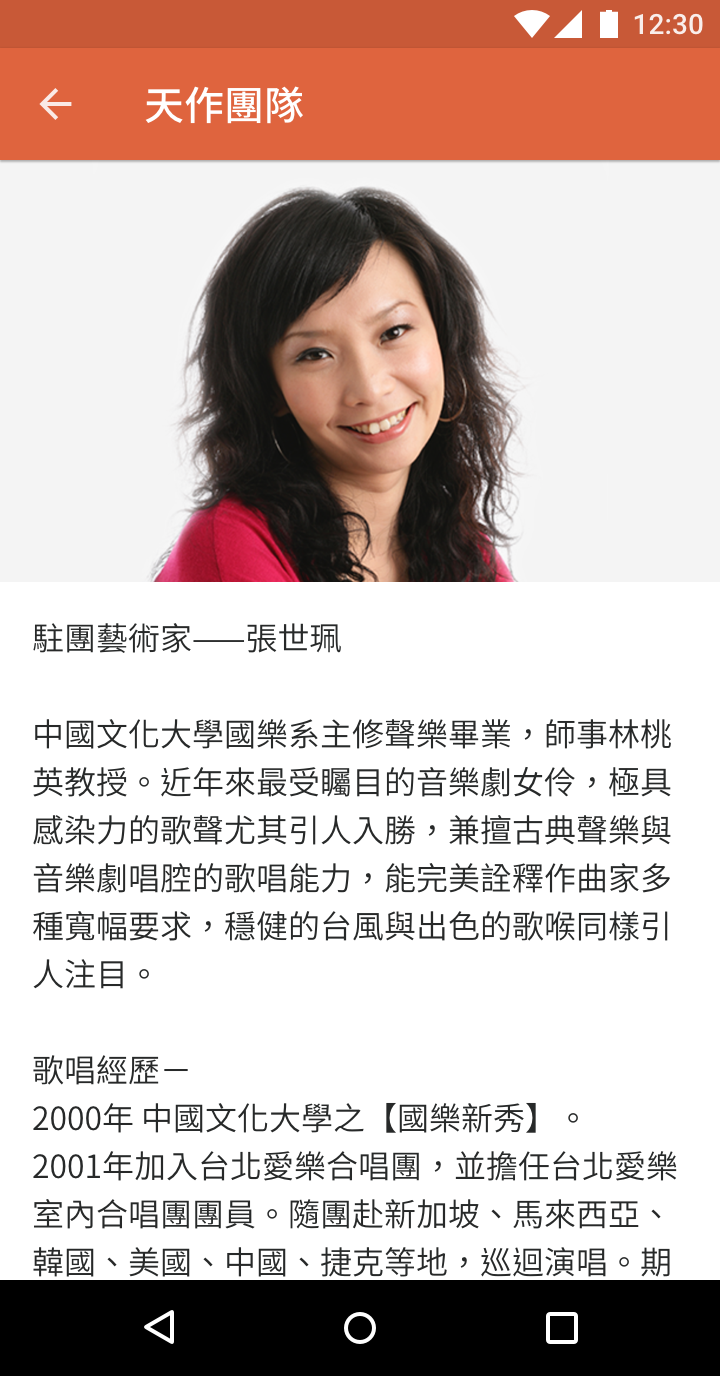 12:30
天作團隊
駐團藝術家——張世珮
中國文化大學國樂系主修聲樂畢業，師事林桃
英教授。近年來最受矚目的音樂劇女伶，極具
感染力的歌聲尤其引人入勝，兼擅古典聲樂與
音樂劇唱腔的歌唱能力，能完美詮釋作曲家多
種寬幅要求，穩健的台風與出色的歌喉同樣引
人注目。
歌唱經歷－
2000年 中國文化大學之【國樂新秀】。
2001年加入台北愛樂合唱團，並擔任台北愛樂
室內合唱團團員。隨團赴新加坡、馬來西亞、
韓國、美國、中國、捷克等地，巡迴演唱。期